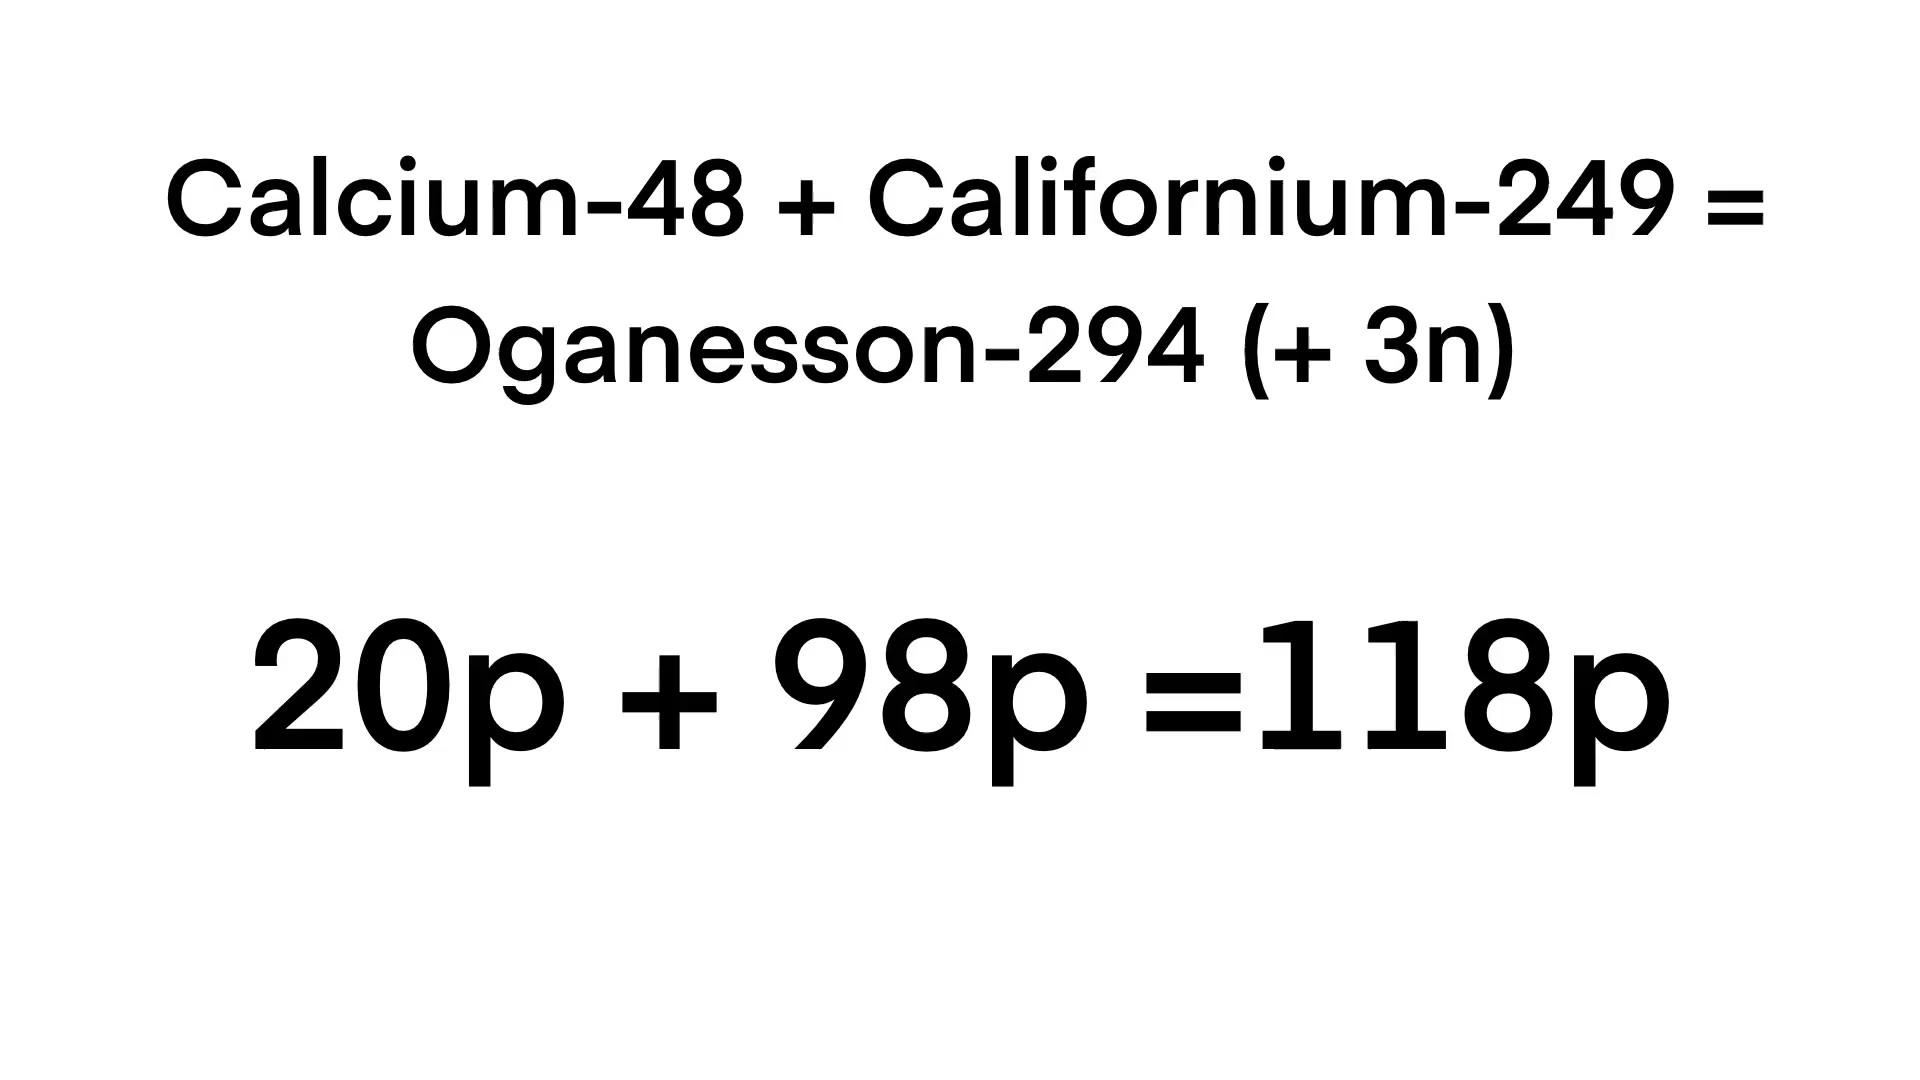 Calcium-48 + Californium-249 =
Oganesson-294 (+ 3n)
20p + 98p =118p